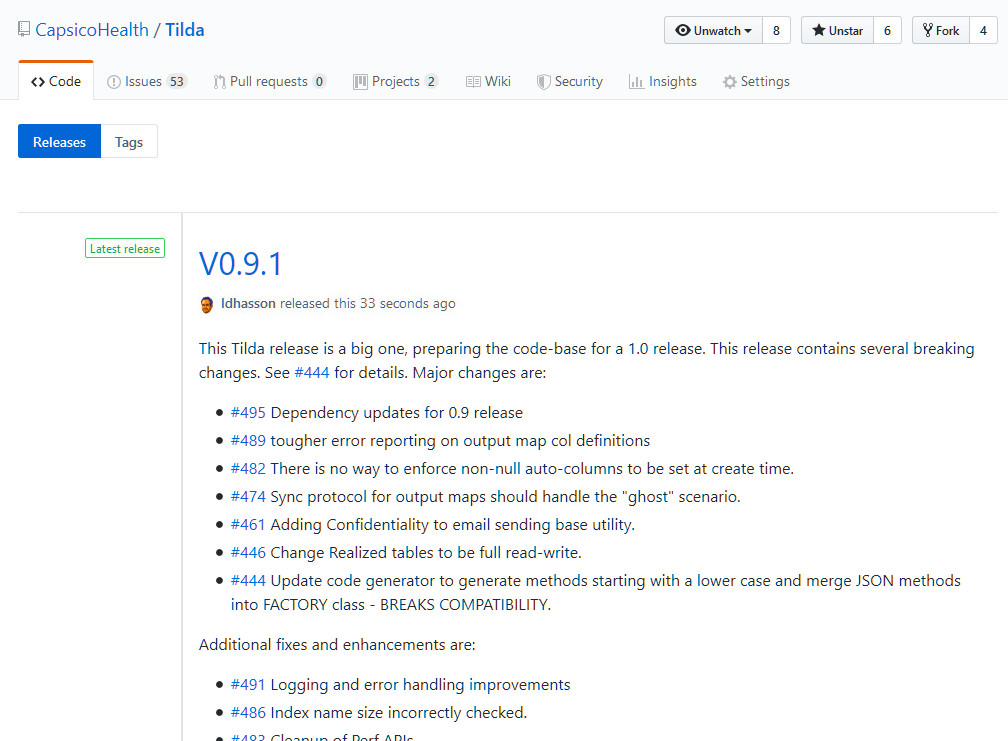 CapsicoHealth / Tilda
Unwatch 8 Unstar 6 Fork 4
Code Issues 53 Pull requests 0 Projects 2 Wiki Security Insights Settings
Releases Tags
Latest release
V0.9.1
ldhasson released this 33 seconds ago
This Tilda release is a big one, preparing the code-base for a 1.0 release. This release contains several breaking
changes. See #444 for details. Major changes are:
#495 Dependency updates for 0.9 release
#489 tougher error reporting on output map col definitions
#482 There is no way to enforce non-null auto-columns to be set at create time.
#474 Sync protocol for output maps should handle the "ghost" scenario.
#461 Adding Confidentiality to email sending base utility.
#446 Change Realized tables to be full read-write.
#444 Update code generator to generate methods starting with a lower case and merge JSON methods
into FACTORY class - BREAKS COMPATIBILITY.
Additional fixes and enhancements are:
#491 Logging and error handling improvements
#486 Index name size incorrectly checked.
#483 Cleanup of Perf APIs